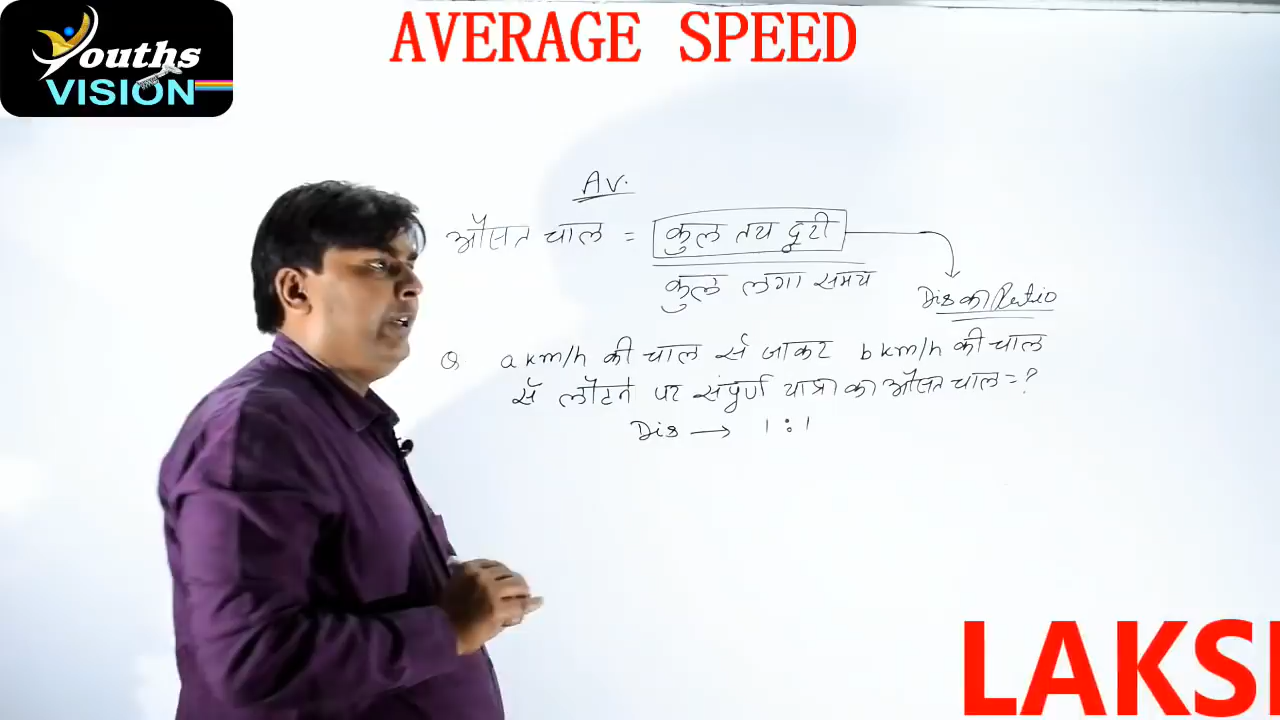 Youths
VISION
AVERAGE SPEED
Av.
औसत चाल = कुल तय दूरी
कुल लगा समय
Dis का Ratio
Q a km/h की चाल से जाकर b km/h की चाल
से लौटने पर संपूर्ण यात्रा का औसत चाल = ?
Dis → 1 : 1
LAKS